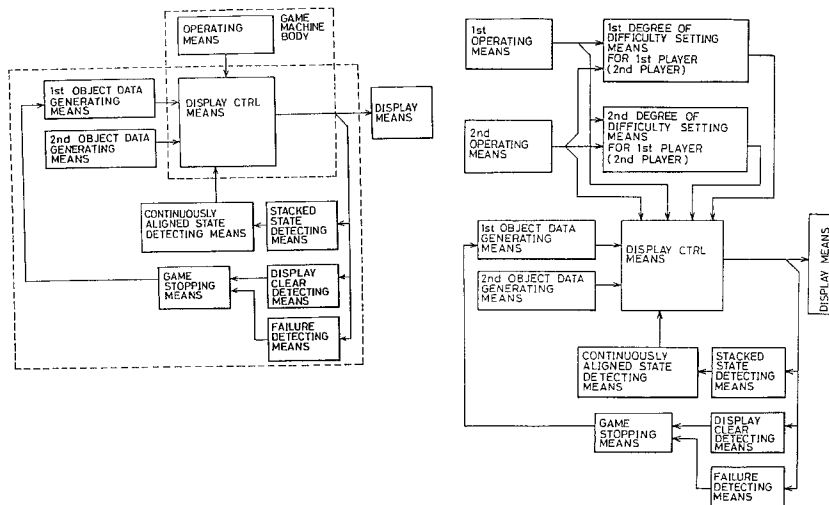 GAME
MACHINE
BODY
OPERATING
MEANS
1st OBJECT DATA
GENERATING
MEANS
DISPLAY CTRL
MEANS
DISPLAY
MEANS
2nd OBJECT DATA
GENERATING
MEANS
CONTINUOUSLY
ALIGNED STATE
DETECTING MEANS
STACKED
STATE
DETECTING
MEANS
GAME
STOPPING
MEANS
DISPLAY
CLEAR
DETECTING
MEANS
FAILURE
DETECTING
MEANS
1st
OPERATING
MEANS
1st DEGREE OF
DIFFICULTY SETTING
MEANS
FOR 1st PLAYER
(2nd PLAYER)
2nd
OPERATING
MEANS
2nd DEGREE OF
DIFFICULTY SETTING
MEANS
FOR 1st PLAYER
(2nd PLAYER)
1st OBJECT DATA
GENERATING
MEANS
DISPLAY CTRL
MEANS
DISPLAY MEANS
2nd OBJECT DATA
GENERATING
MEANS
CONTINUOUSLY
ALIGNED STATE
DETECTING
MEANS
STACKED
STATE
DETECTING
MEANS
GAME
STOPPING
MEANS
DISPLAY
CLEAR
DETECTING
MEANS
FAILURE
DETECTING
MEANS